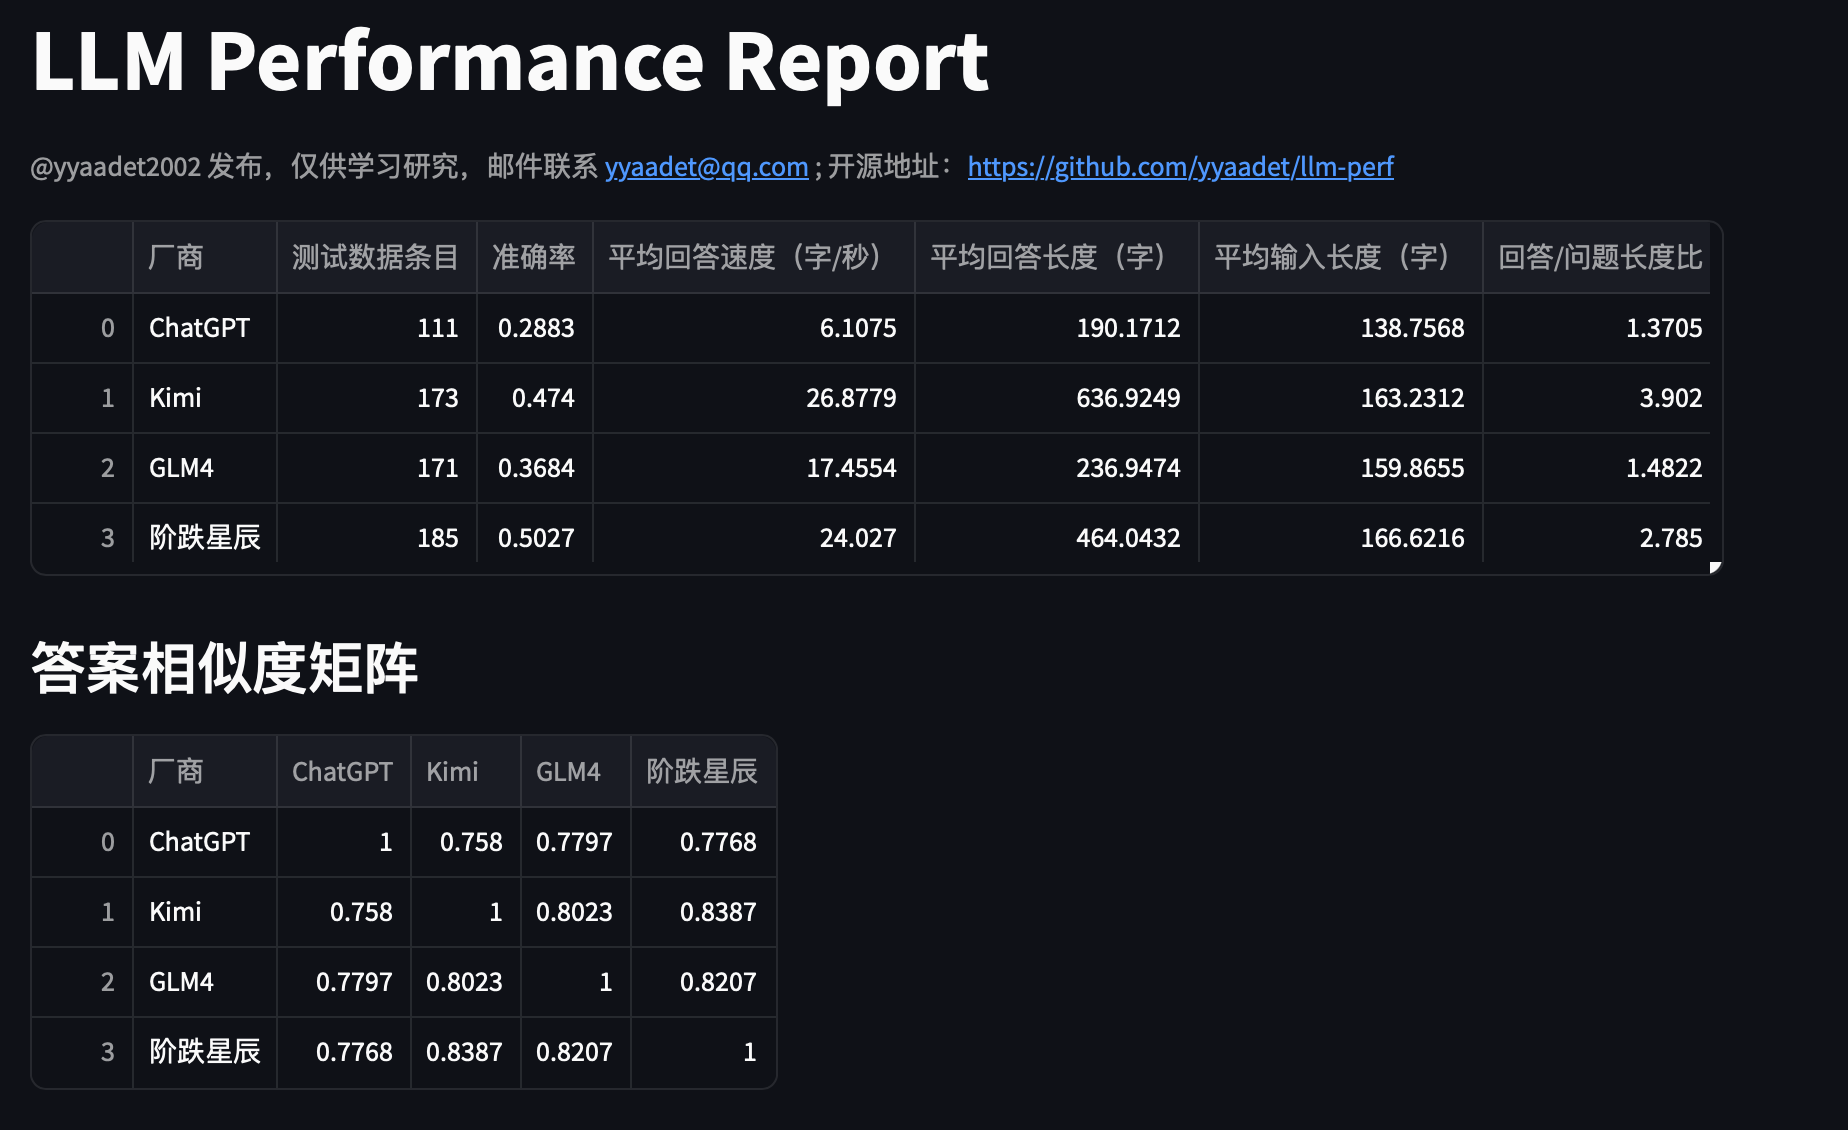 LLM Performance Report
@yyaadet2002 发布，仅供学习研究，邮件联系 yyaadet@qq.com ; 开源地址：https://github.com/yyaadet/llm-perf
厂商 测试数据条目 准确率 平均回答速度（字/秒） 平均回答长度（字） 平均输入长度（字） 回答/问题长度比
0 ChatGPT 111 0.2883 6.1075 190.1712 138.7568 1.3705
1 Kimi 173 0.474 26.8779 636.9249 163.2312 3.902
2 GLM4 171 0.3684 17.4554 236.9474 159.8655 1.4822
3 阶跌星辰 185 0.5027 24.027 464.0432 166.6216 2.785
答案相似度矩阵
厂商 ChatGPT Kimi GLM4 阶跌星辰
0 ChatGPT 1 0.758 0.7797 0.7768
1 Kimi 0.758 1 0.8023 0.8387
2 GLM4 0.7797 0.8023 1 0.8207
3 阶跌星辰 0.7768 0.8387 0.8207 1